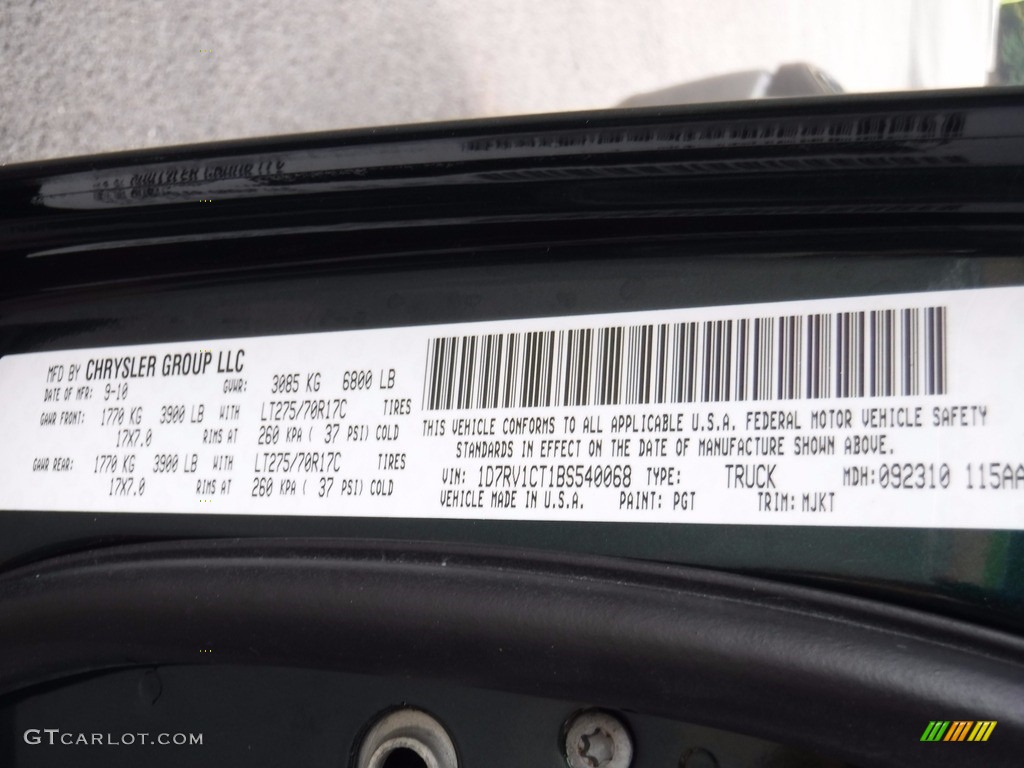 MFD BY CHRYSLER GROUP LLC
DATE OF MFR: 9-10 GVWR: 3085 KG 6800 LB
GAWR FRONT: 1770 KG 3900 LB WITH LT275/70R17C TIRES
17X7.0 RIMS AT 260 KPA ( 37 PSI) COLD
GAWR REAR: 1770 KG 3900 LB WITH LT275/70R17C TIRES
17X7.0 RIMS AT 260 KPA ( 37 PSI) COLD
THIS VEHICLE CONFORMS TO ALL APPLICABLE U.S.A. FEDERAL MOTOR VEHICLE SAFETY
STANDARDS IN EFFECT ON THE DATE OF MANUFACTURE SHOWN ABOVE.
VIN: 1D7RV1CT1BS540068 TYPE: TRUCK MDH: 092310 115AA
VEHICLE MADE IN U.S.A. PAINT: PGT TRIM: MJKT
GTCARLOT.COM